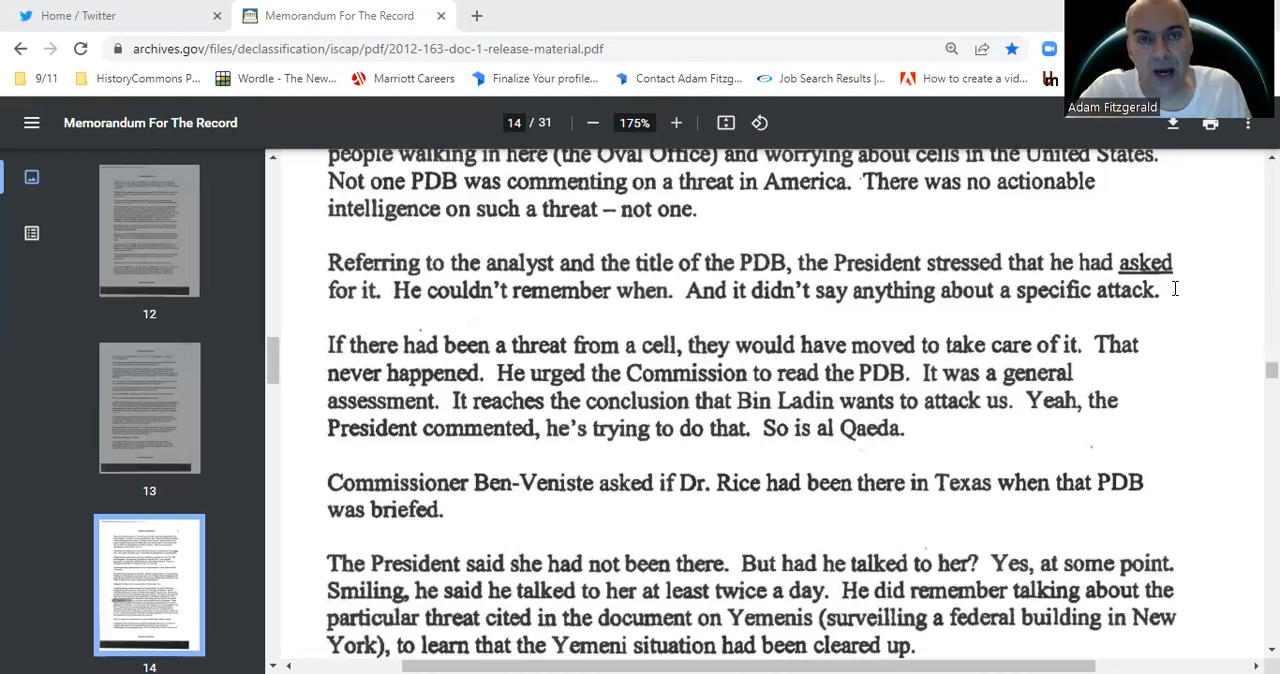 Home / Twitter
Memorandum For The Record
archives.gov/files/declassification/iscap/pdf/2012-163-doc-1-release-material.pdf
9/11
HistoryCommons P...
Wordle - The New...
Marriott Careers
Finalize Your profile...
Contact Adam Fitzg...
Job Search Results |...
How to create a vid...
Adam Fitzgerald
Memorandum For The Record
14 / 31
175%
people walking in here (the Oval Office) and worrying about cells in the United States.
Not one PDB was commenting on a threat in America. There was no actionable
intelligence on such a threat – not one.
Referring to the analyst and the title of the PDB, the President stressed that he had asked
for it. He couldn't remember when. And it didn't say anything about a specific attack.
If there had been a threat from a cell, they would have moved to take care of it. That
never happened. He urged the Commission to read the PDB. It was a general
assessment. It reaches the conclusion that Bin Ladin wants to attack us. Yeah, the
President commented, he's trying to do that. So is al Qaeda.
Commissioner Ben-Veniste asked if Dr. Rice had been there in Texas when that PDB
was briefed.
The President said she had not been there. But had he talked to her? Yes, at some point.
Smiling, he said he talked to her at least twice a day. He did remember talking about the
particular threat cited in the document on Yemenis (surveilling a federal building in New
York), to learn that the Yemeni situation had been cleared up.
12
13
14